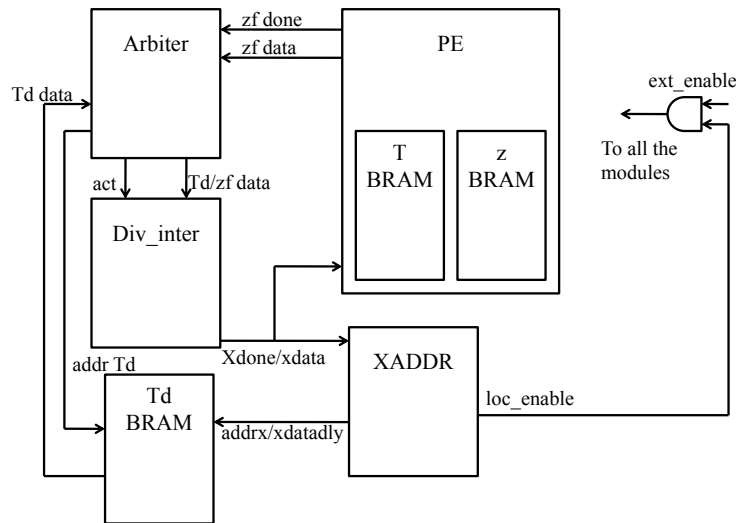 zf done
Arbiter
PE
zf data
ext_enable
Td data
T
BRAM
z
BRAM
To all the
modules
act
Td/zf data
Div_inter
Xdone/xdata
addr Td
XADDR
Td
BRAM
loc_enable
addrx/xdatadly